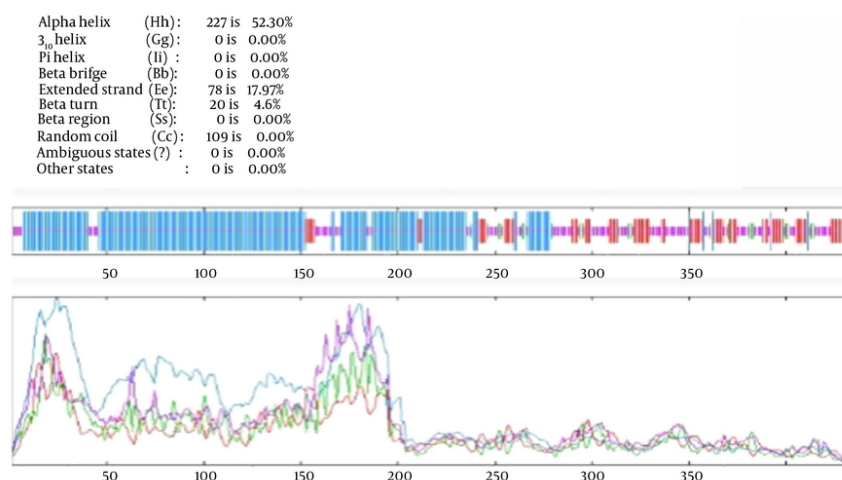 Alpha helix (Hh): 227 is 52.30%
3₁₀ helix (Gg): 0 is 0.00%
Pi helix (Ii) : 0 is 0.00%
Beta brifge (Bb): 0 is 0.00%
Extended strand (Ee): 78 is 17.97%
Beta turn (Tt): 20 is 4.6%
Beta region (Ss): 0 is 0.00%
Random coil (Cc): 109 is 0.00%
Ambiguous states (?) : 0 is 0.00%
Other states : 0 is 0.00%
50 100 150 200 250 300 350
50 100 150 200 250 300 350